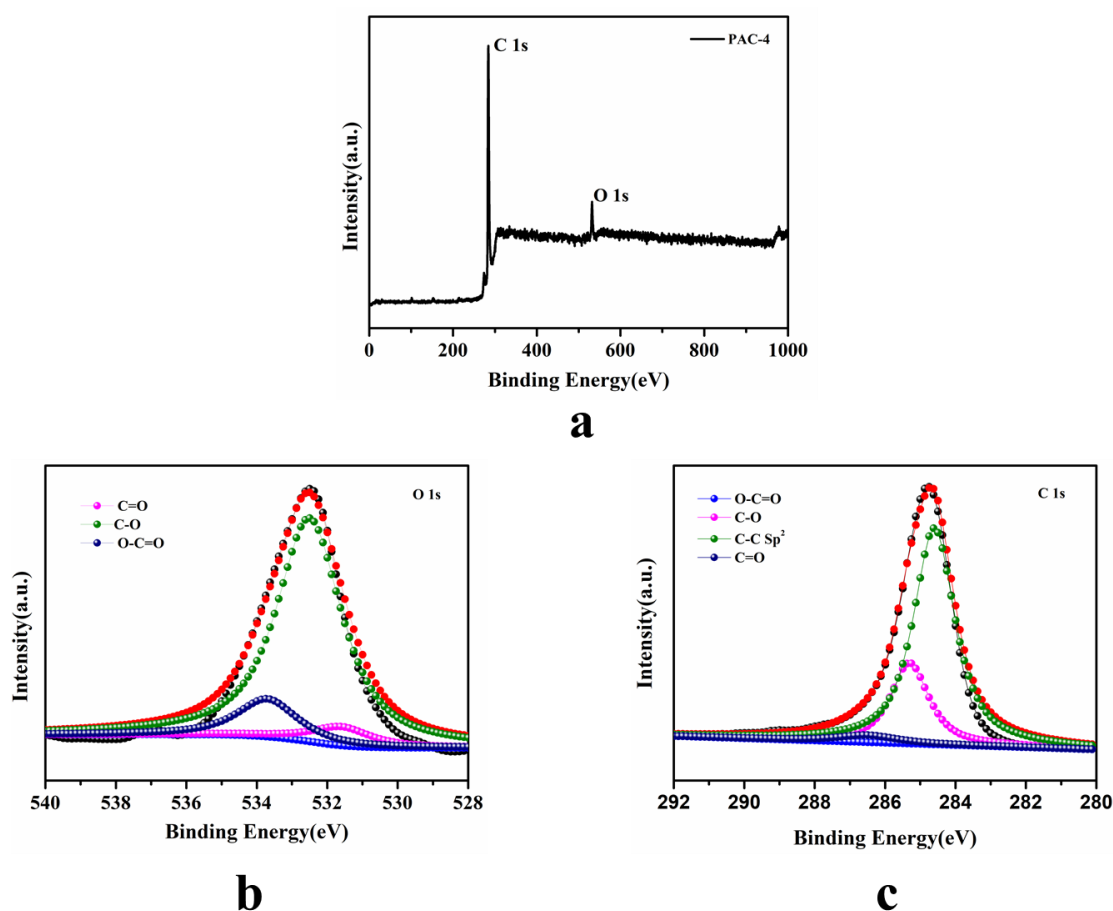 C 1s
PAC-4
O 1s
Intensity(a.u.)
0 200 400 600 800 1000
Binding Energy(eV)
a
C=O
C-O
O-C=O
O 1s
Intensity(a.u.)
540 538 536 534 532 530 528
Binding Energy(eV)
b
O-C=O
C-O
C-C Sp²
C=O
C 1s
Intensity(a.u.)
292 290 288 286 284 282 280
Binding Energy(eV)
c